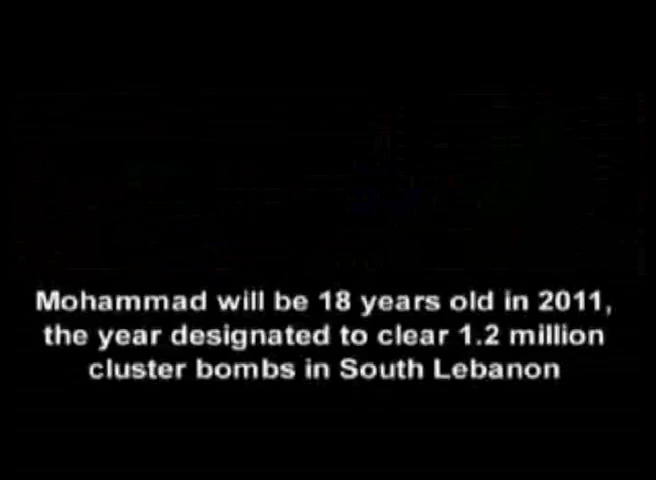 Mohammad will be 18 years old in 2011,
the year designated to clear 1.2 million
cluster bombs in South Lebanon